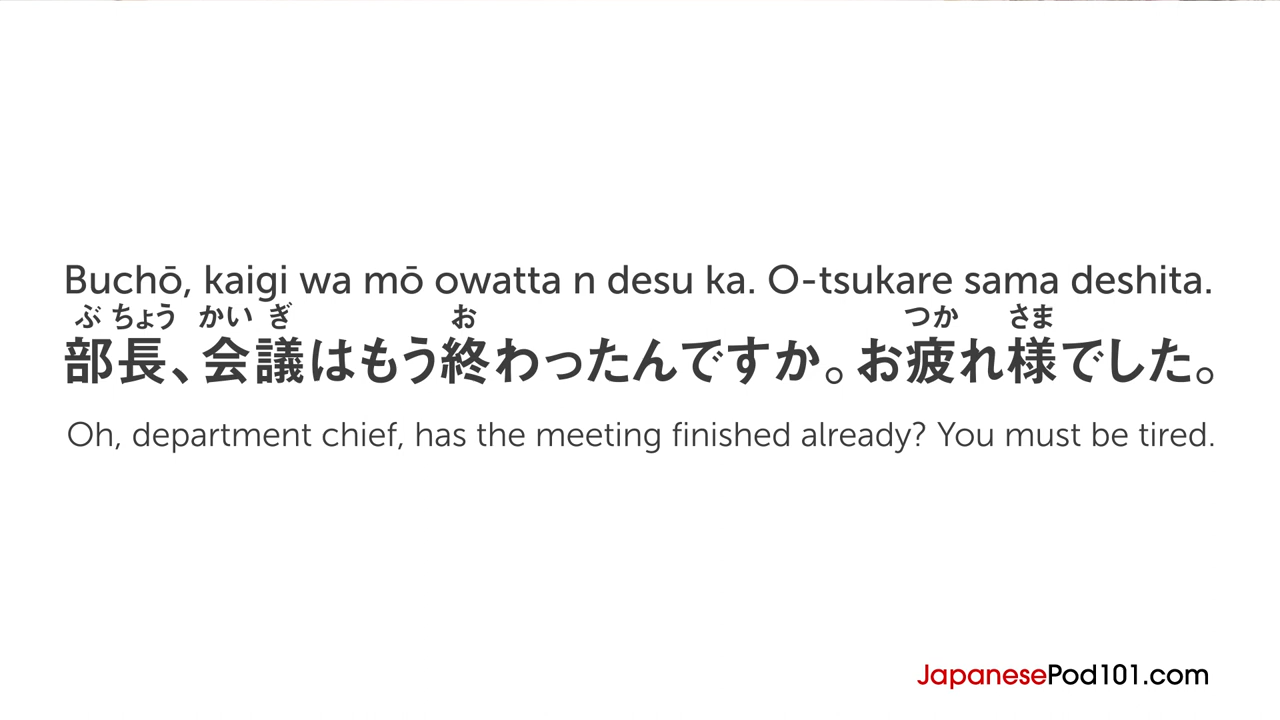 Buchō, kaigi wa mō owatta n desu ka. O-tsukare sama deshita.
ぶ ちょう かい ぎ お つか さま
部長、会議はもう終わったんですか。お疲れ様でした。
Oh, department chief, has the meeting finished already? You must be tired.
JapanesePod101.com